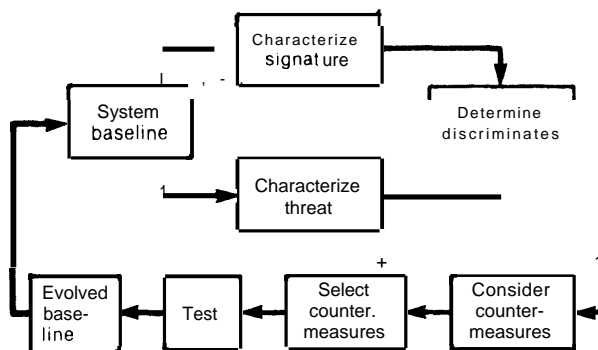 Characterize
signature
System
baseline
Determine
discriminates
Characterize
threat
Evolved
base-
line
Test
Select
counter.
measures
Consider
counter-
measures